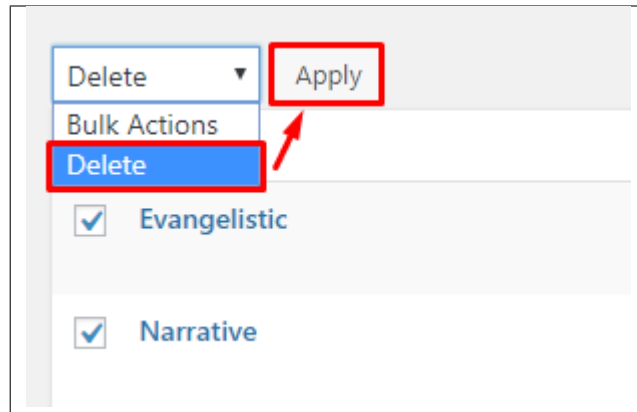 Delete Apply
Bulk Actions
Delete
Evangelistic
Narrative